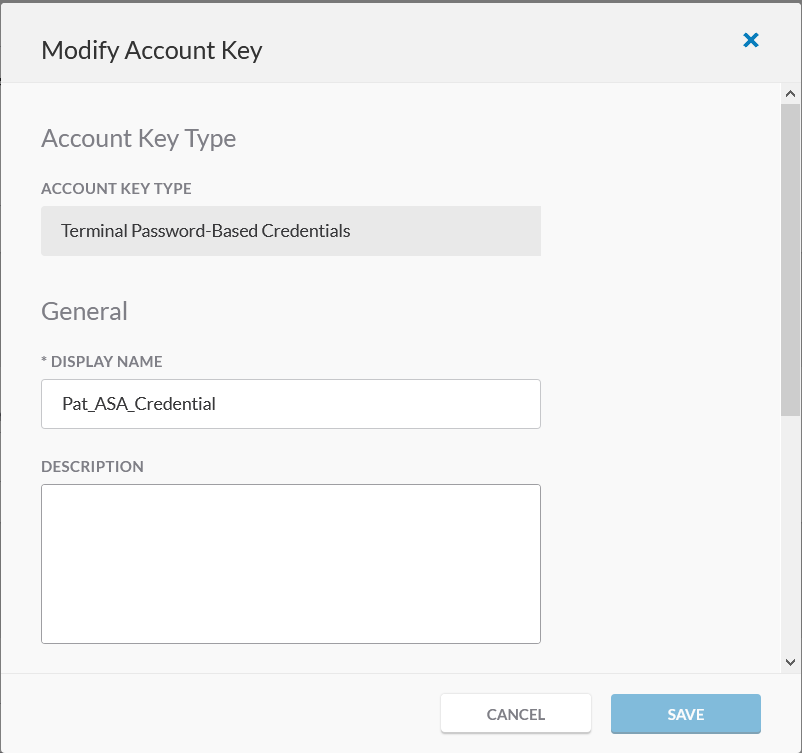 Modify Account Key
Account Key Type
ACCOUNT KEY TYPE
Terminal Password-Based Credentials
General
* DISPLAY NAME
Pat_ASA_Credential
DESCRIPTION
CANCEL
SAVE